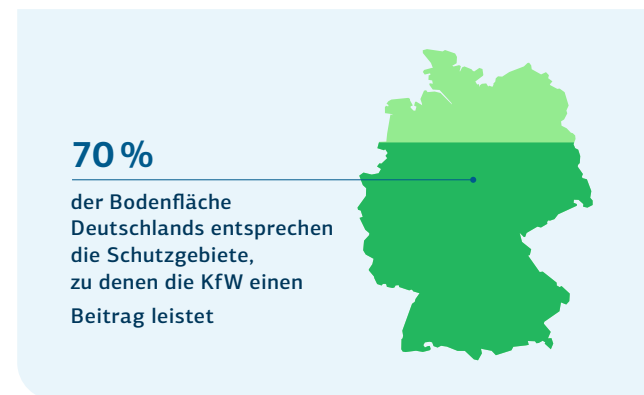 70 %
der Bodenfläche
Deutschlands entsprechen
die Schutzgebiete,
zu denen die KfW einen
Beitrag leistet